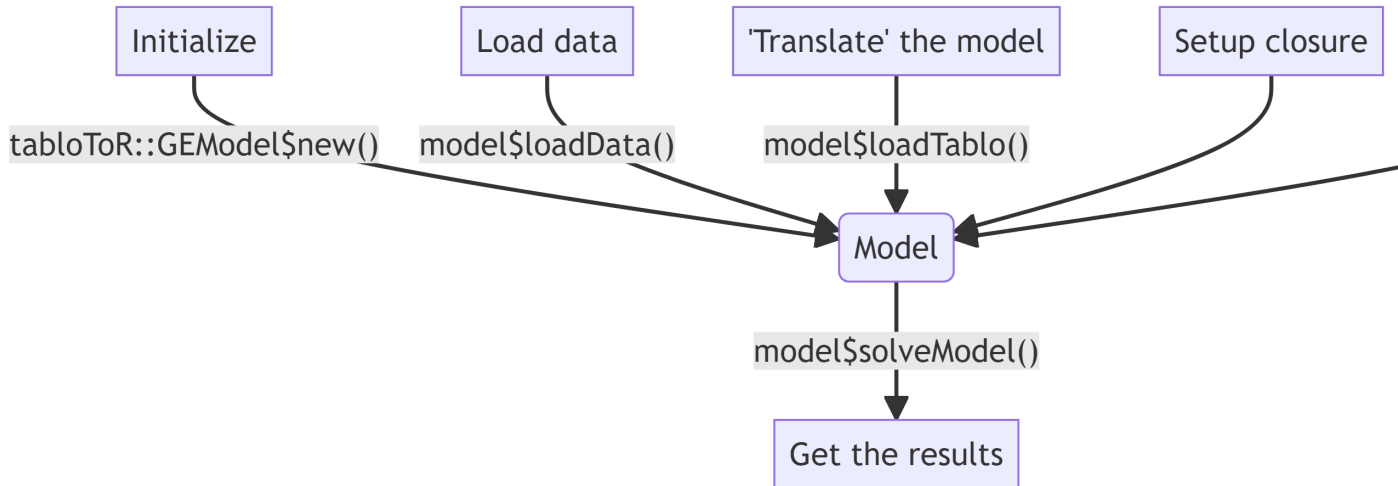 Initialize
Load data
'Translate' the model
Setup closure
tabloToR::GEModel$new()
model$loadData()
model$loadTablo()
Model
model$solveModel()
Get the results